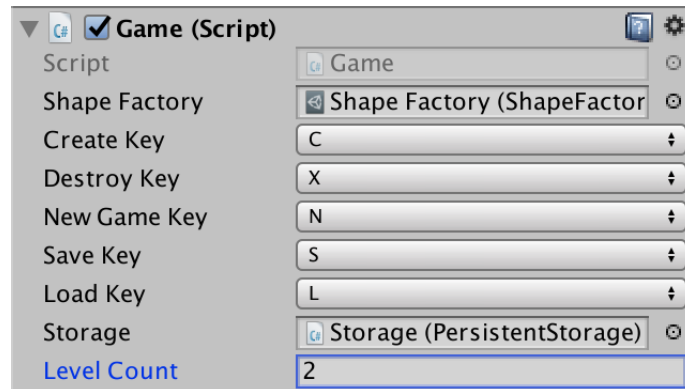 Game (Script)
Script Game
Shape Factory Shape Factory (ShapeFactor
Create Key C
Destroy Key X
New Game Key N
Save Key S
Load Key L
Storage Storage (PersistentStorage)
Level Count 2